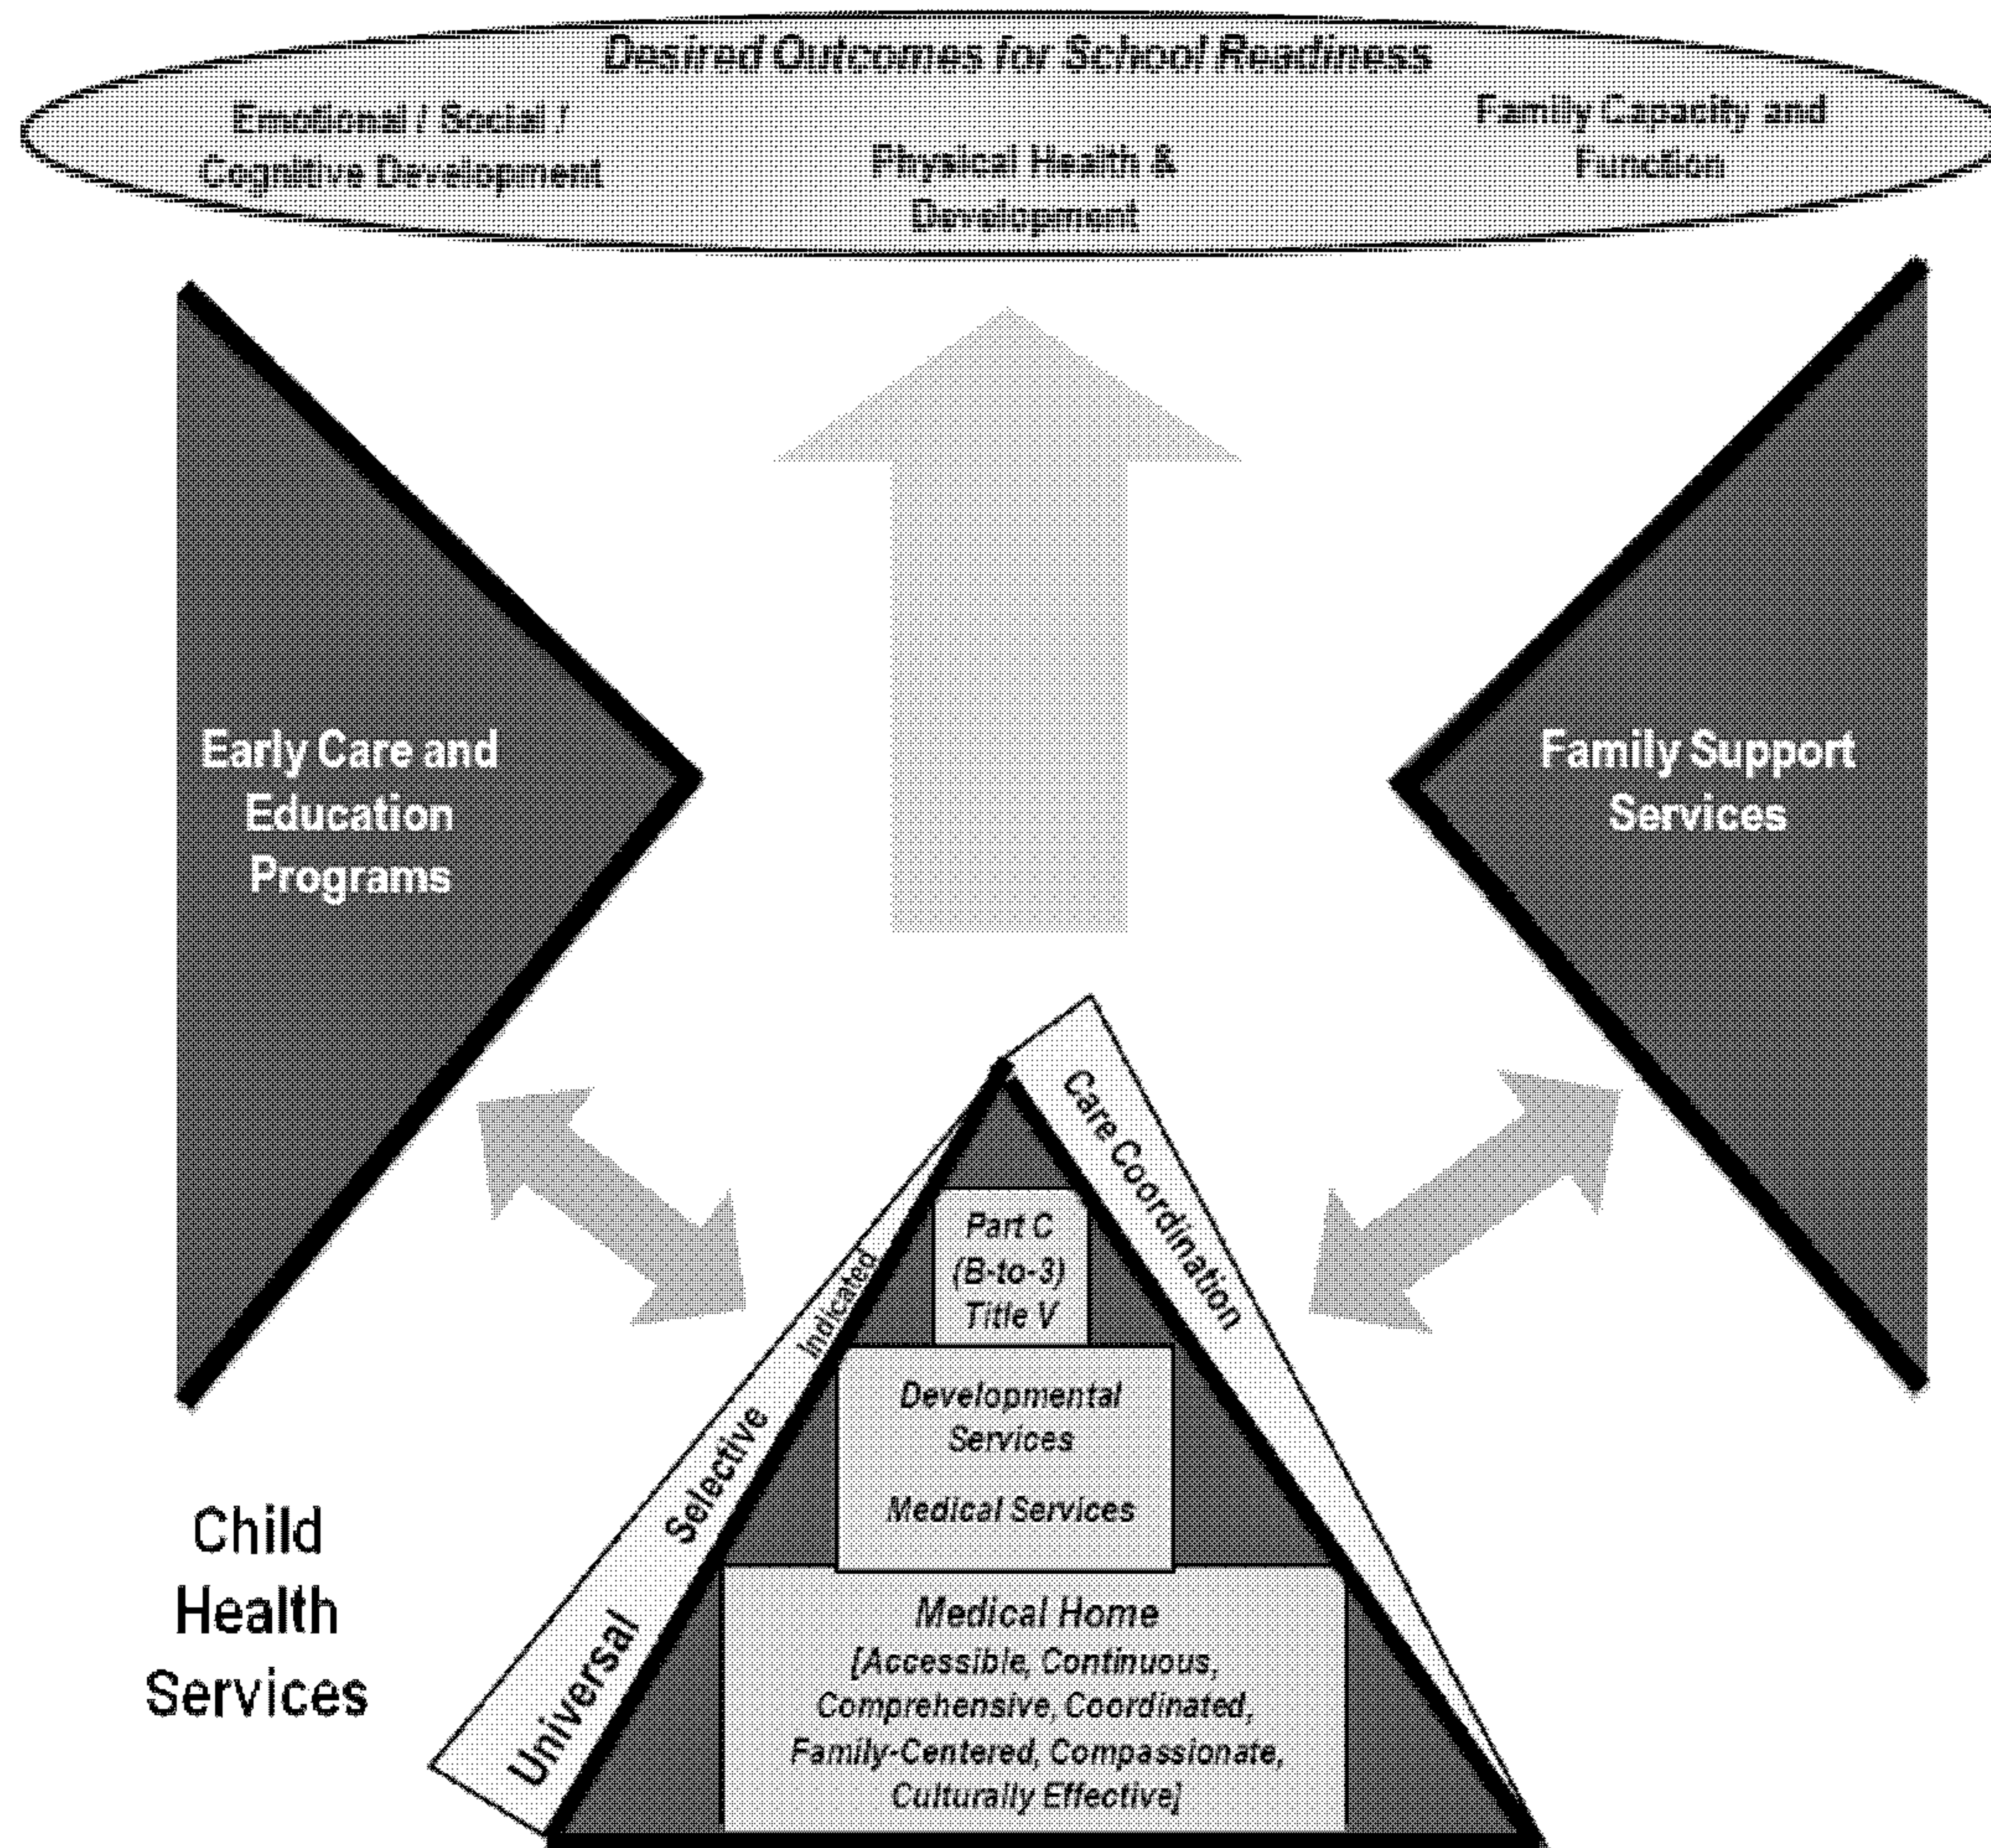 Desired Outcomes for School Readiness
Emotional / Social /
Cognitive Development
Physical Health &
Development
Family Capacity and
Function
Early Care and
Education
Programs
Family Support
Services
Care Coordination
Indicated
Selective
Universal
Part C
(B-to-3)
Title V
Developmental
Services
Medical Services
Medical Home
[Accessible, Continuous,
Comprehensive, Coordinated,
Family-Centered, Compassionate,
Culturally Effective]
Child
Health
Services